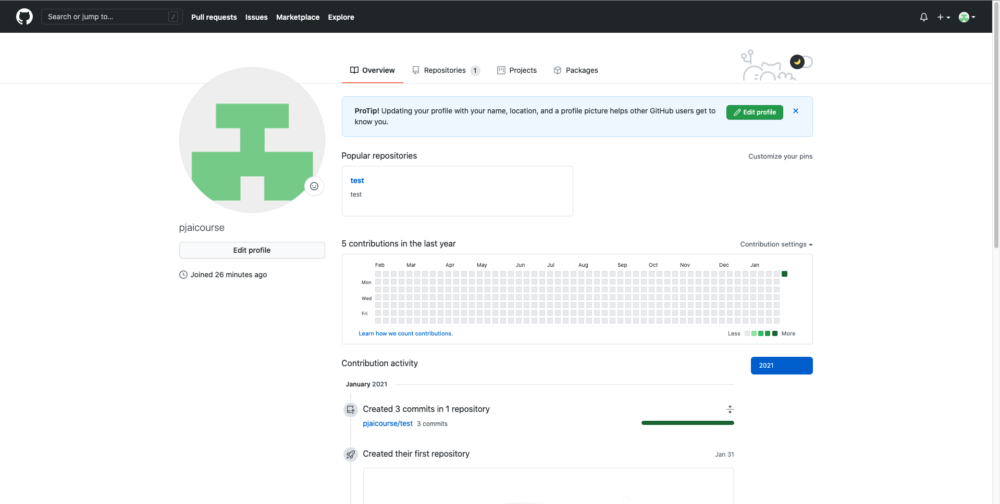 Search or jump to...
/
Pull requests
Issues
Marketplace
Explore
Overview
Repositories 1
Projects
Packages
ProTip! Updating your profile with your name, location, and a profile picture helps other GitHub users get to
know you.
Edit profile
pjaicourse
Edit profile
Joined 26 minutes ago
Popular repositories
Customize your pins
test
test
5 contributions in the last year
Contribution settings
Feb Mar Apr May Jun Jul Aug Sep Oct Nov Dec Jan
Mon
Wed
Fri
Learn how we count contributions.
Less More
Contribution activity
2021
January 2021
Created 3 commits in 1 repository
pjaicourse/test 3 commits
Created their first repository
Jan 31